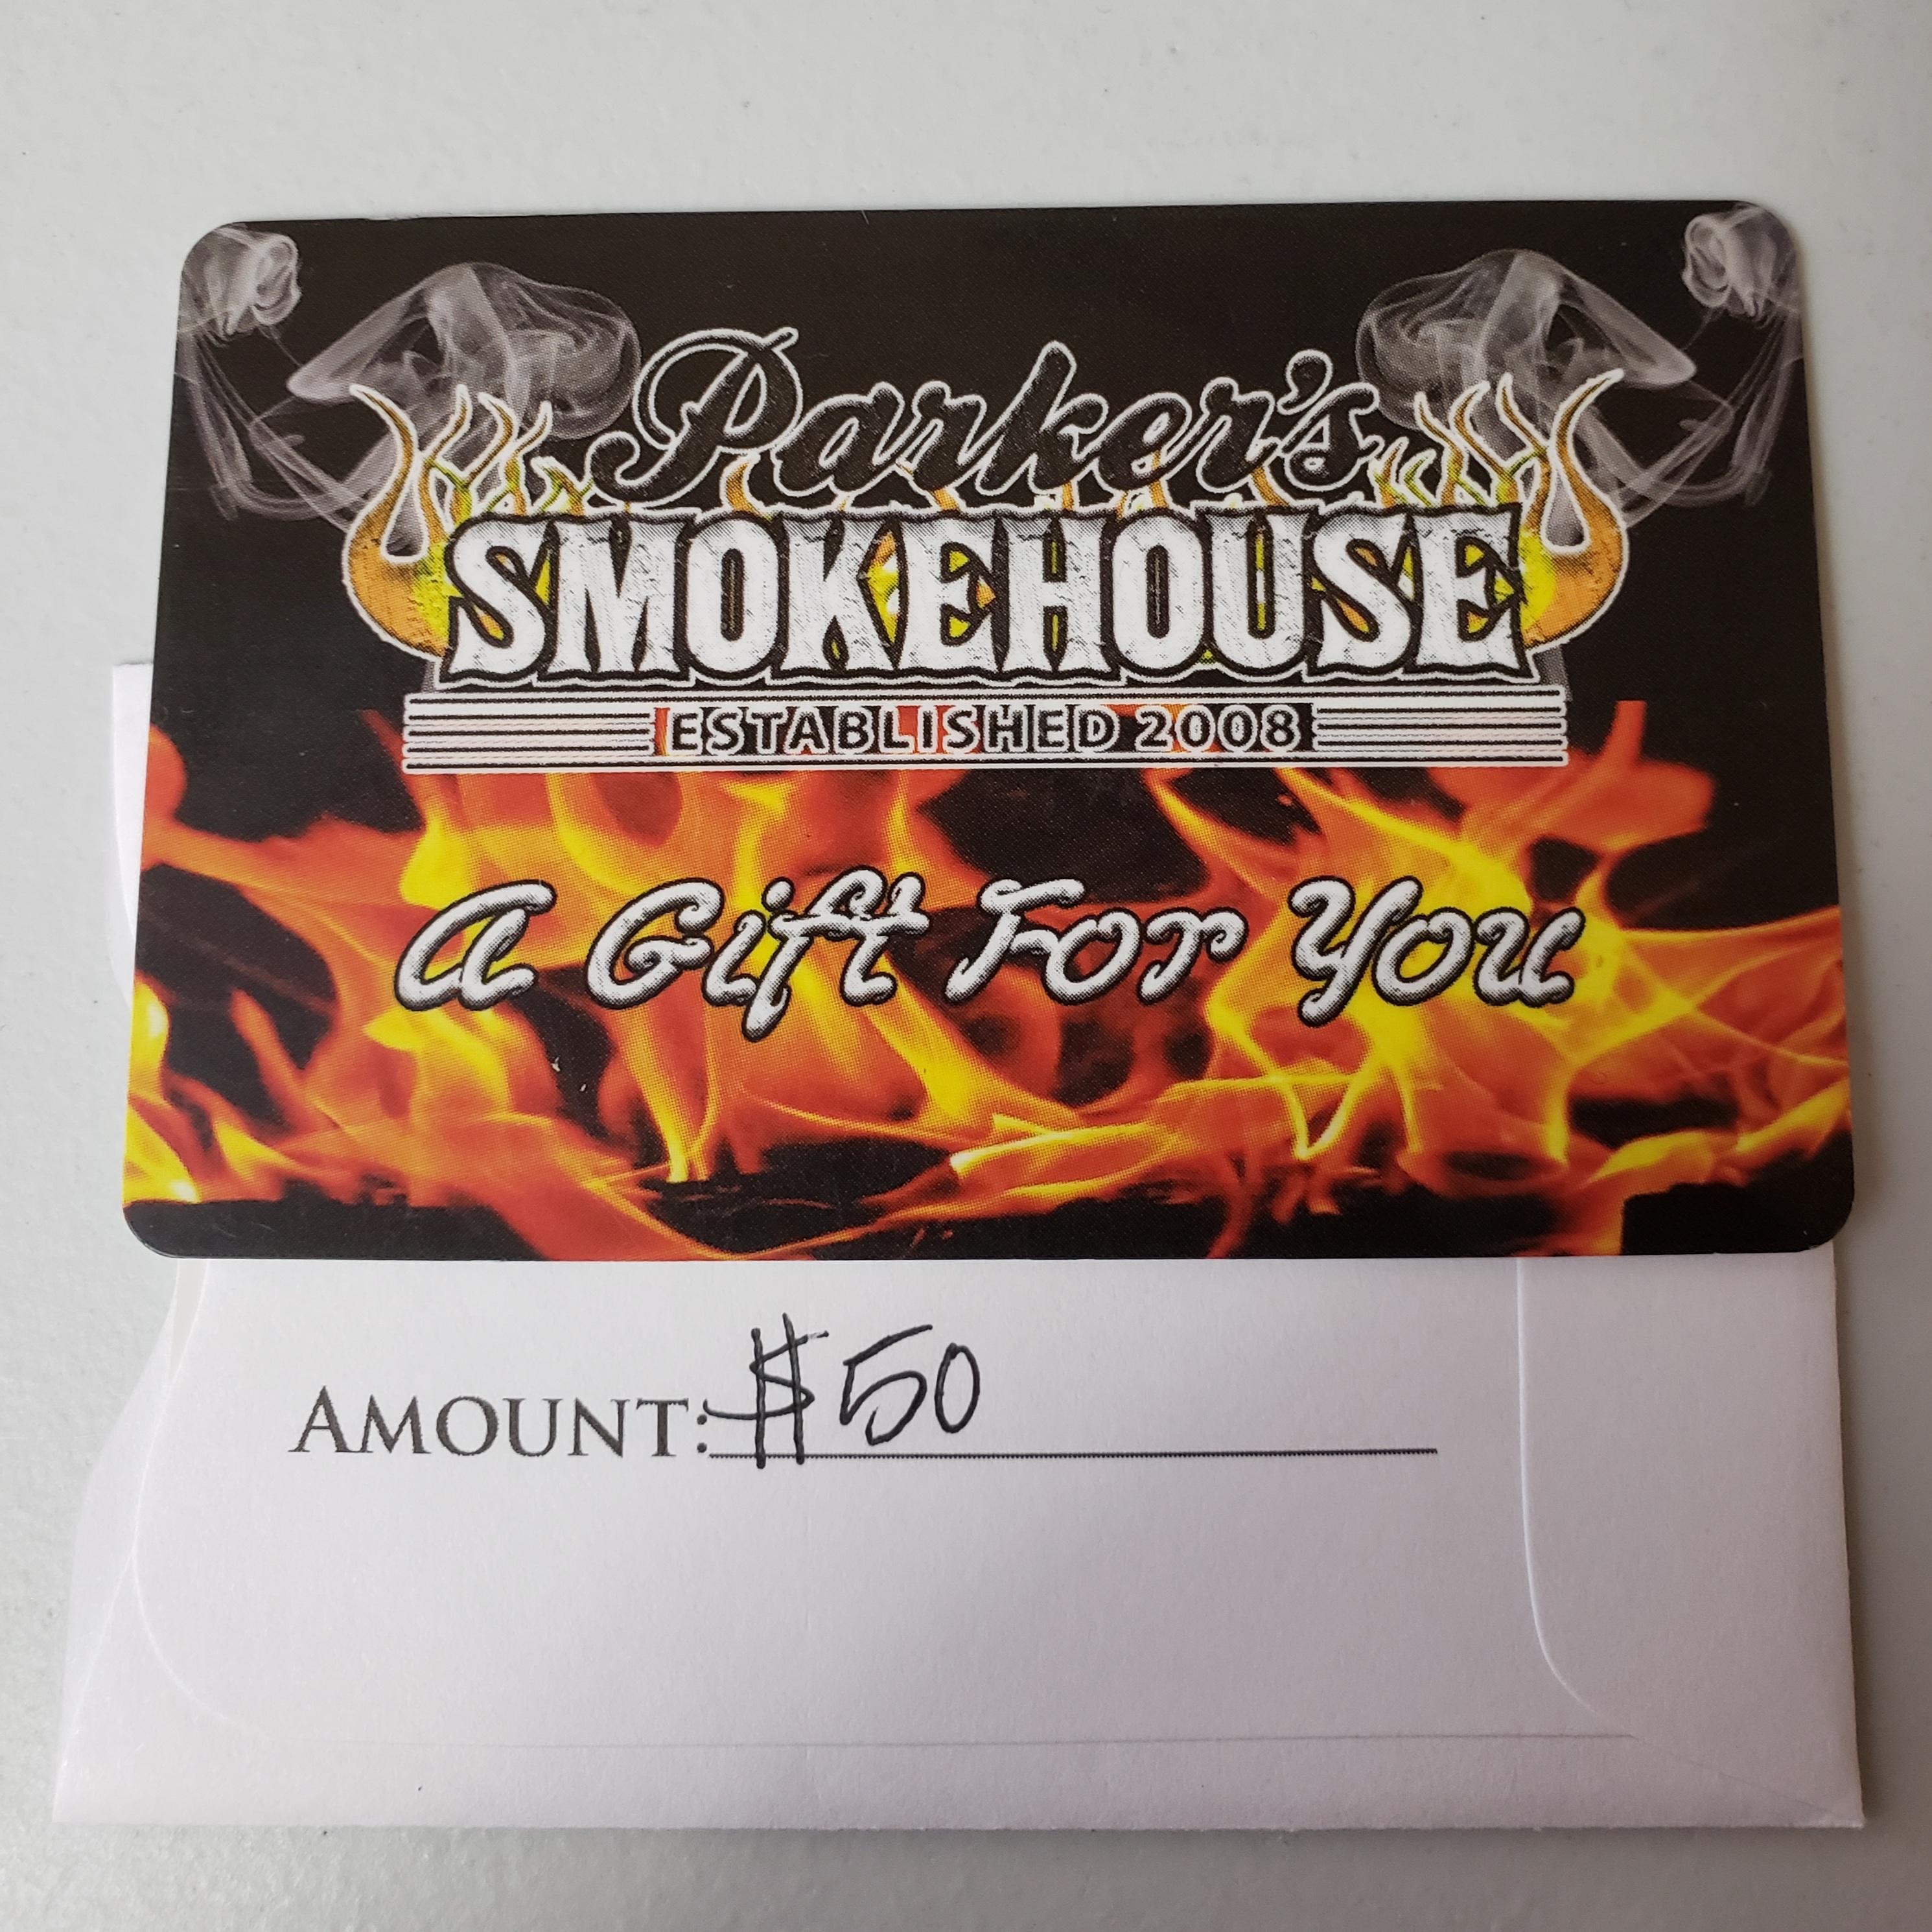 Parker's
SMOKEHOUSE
ESTABLISHED 2008
A Gift For You
AMOUNT: $50